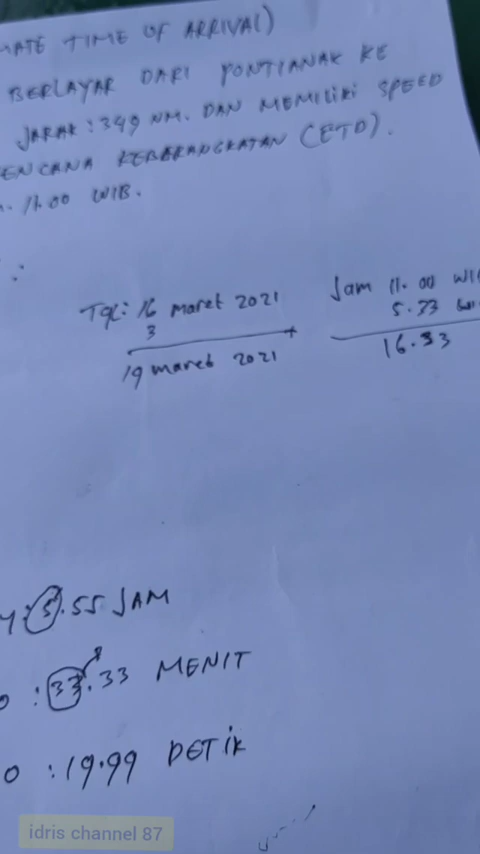 MATE TIME OF ARRIVAL)
BERLAYAR DARI PONTIANAK KE
JARAK : 349 NM. DAN MEMILIKI SPEED
ENCANA KEBERANGKATAN (ETD).
11.00 WIB.
Tgl: 16 maret 2021 Jam 11.00 WI
3 5.33
+
19 maret 2021 16.33
5.55 JAM
O : 33.33 MENIT
O : 19.99 DETIK
idris channel 87